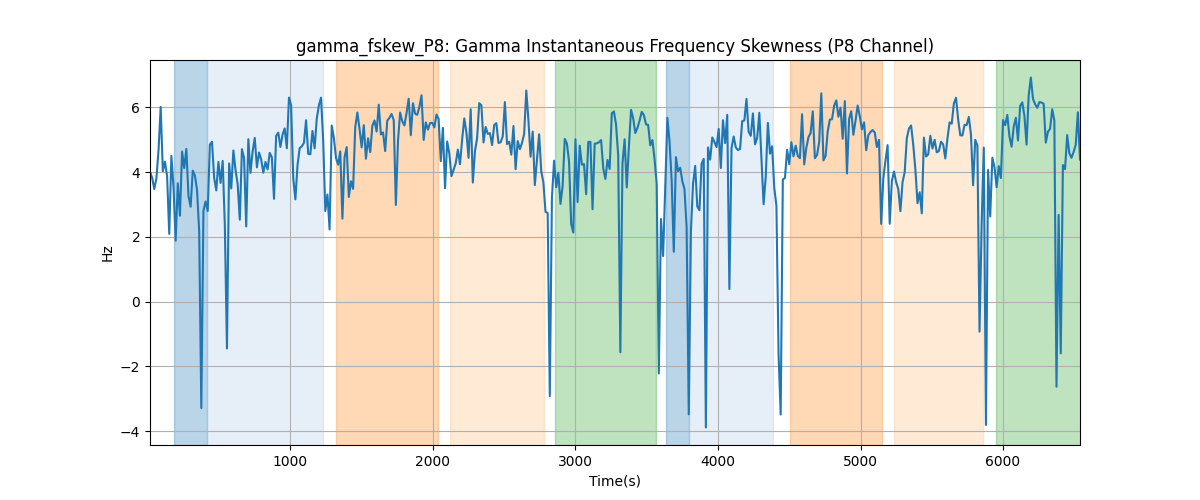 gamma_fskew_P8: Gamma Instantaneous Frequency Skewness (P8 Channel)
6
4
2
0
−2
−4
Hz
1000 2000 3000 4000 5000 6000
Time(s)